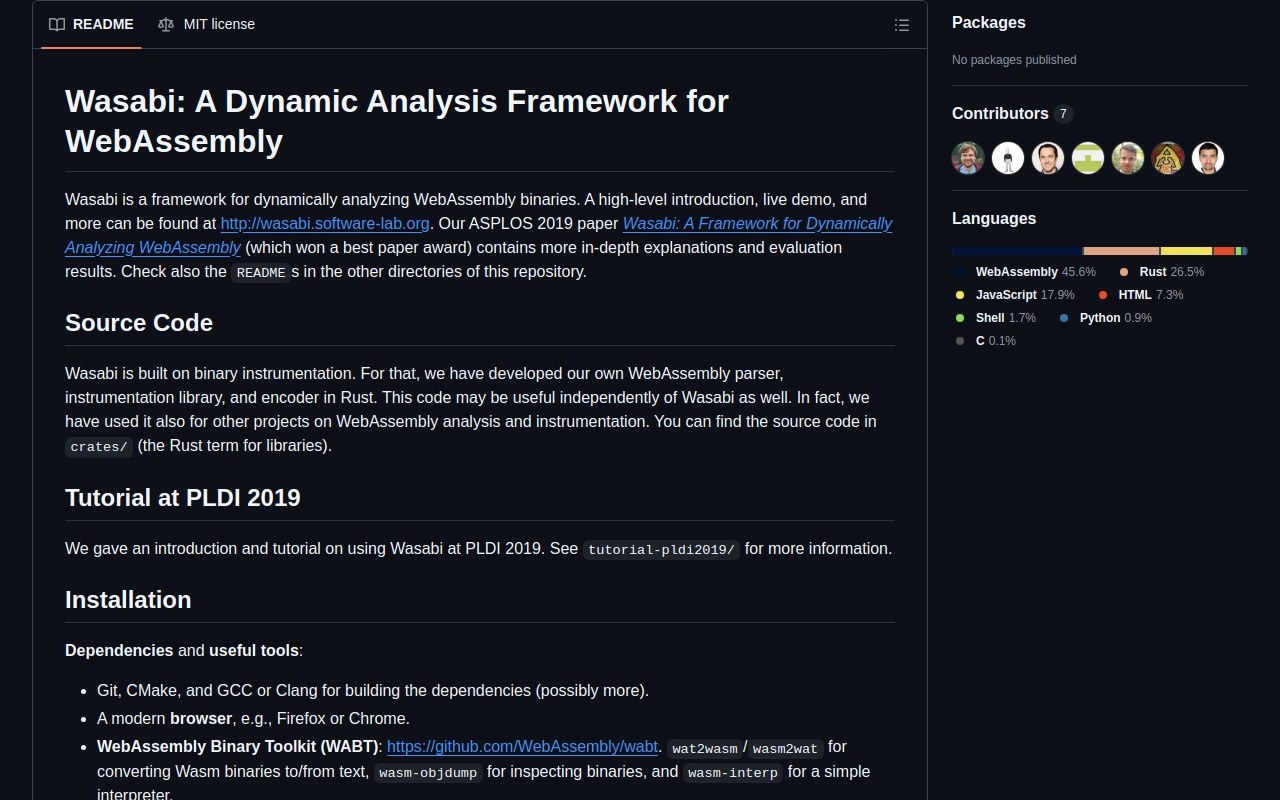 README
MIT license
Wasabi: A Dynamic Analysis Framework for
WebAssembly
Wasabi is a framework for dynamically analyzing WebAssembly binaries. A high-level introduction, live demo, and
more can be found at http://wasabi.software-lab.org. Our ASPLOS 2019 paper Wasabi: A Framework for Dynamically
Analyzing WebAssembly (which won a best paper award) contains more in-depth explanations and evaluation
results. Check also the README s in the other directories of this repository.
Source Code
Wasabi is built on binary instrumentation. For that, we have developed our own WebAssembly parser,
instrumentation library, and encoder in Rust. This code may be useful independently of Wasabi as well. In fact, we
have used it also for other projects on WebAssembly analysis and instrumentation. You can find the source code in
crates/ (the Rust term for libraries).
Tutorial at PLDI 2019
We gave an introduction and tutorial on using Wasabi at PLDI 2019. See tutorial-pldi2019/ for more information.
Installation
Dependencies and useful tools:
• Git, CMake, and GCC or Clang for building the dependencies (possibly more).
• A modern browser, e.g., Firefox or Chrome.
• WebAssembly Binary Toolkit (WABT): https://github.com/WebAssembly/wabt. wat2wasm / wasm2wat for
converting Wasm binaries to/from text, wasm-objdump for inspecting binaries, and wasm-interp for a simple
interpreter.
Packages
No packages published
Contributors 7
Languages
WebAssembly 45.6% Rust 26.5%
JavaScript 17.9% HTML 7.3%
Shell 1.7% Python 0.9%
C 0.1%